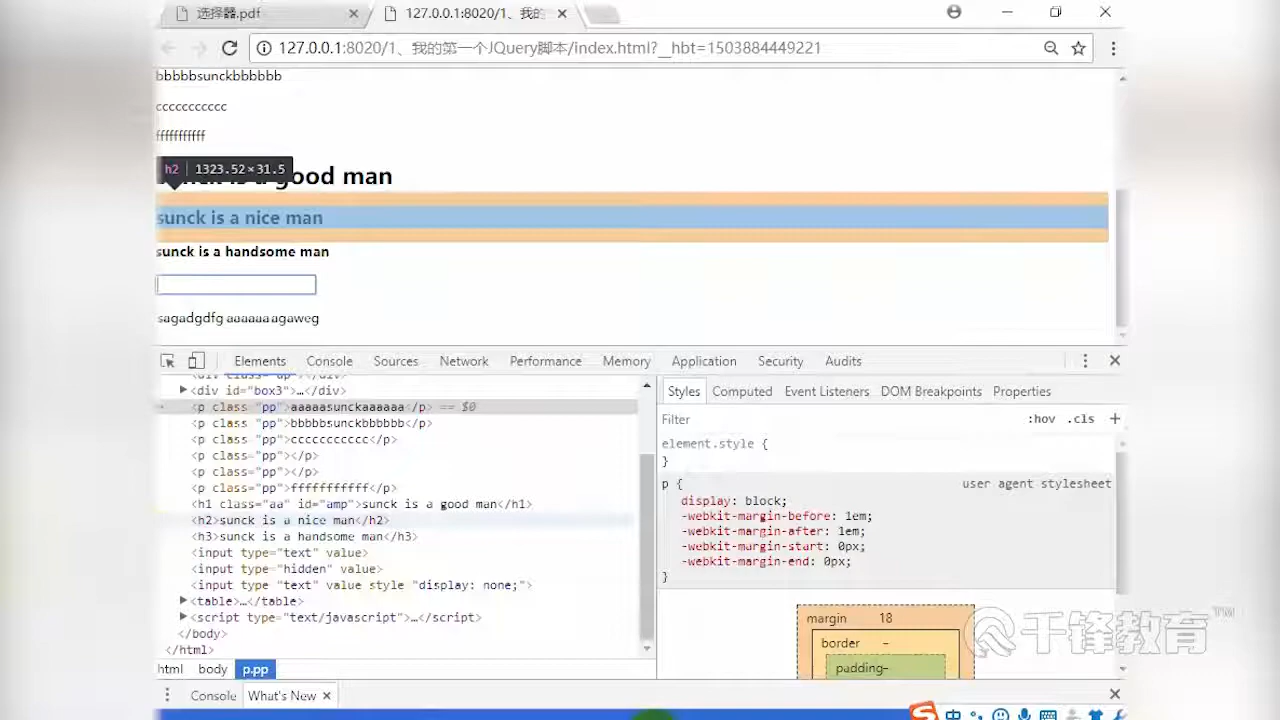 选择器.pdf
127.0.0.1:8020/1、我的
127.0.0.1:8020/1、我的第一个JQuery脚本/index.html?__hbt=1503884449221
bbbbbsunckbbbbbb
ccccccccccc
fffffffffff
h2 1323.52×31.5
sunck is a good man
sunck is a nice man
sunck is a handsome man
sagadgdfg aaaaaa agaweg
Elements Console Sources Network Performance Memory Application Security Audits
<div id="box3">…</div>
<p class "pp">aaaaasunckaaaaaa</p> == $0
<p class "pp">bbbbbsunckbbbbbb</p>
<p class "pp">ccccccccccc</p>
<p class="pp"></p>
<p class="pp"></p>
<p class="pp">fffffffffff</p>
<h1 class="aa" id="amp">sunck is a good man</h1>
<h2>sunck is a nice man</h2>
<h3>sunck is a handsome man</h3>
<input type="text" value>
<input type="hidden" value>
<input type "text" value style "display: none;">
<table>…</table>
<script type="text/javascript">…</script>
</body>
</html>
html body p.pp
Styles Computed Event Listeners DOM Breakpoints Properties
Filter :hov .cls +
element.style {
}
p { user agent stylesheet
display: block;
-webkit-margin-before: 1em;
-webkit-margin-after: 1em;
-webkit-margin-start: 0px;
-webkit-margin-end: 0px;
}
margin 18
border -
padding-
千锋教育™
Console What's New ×
中